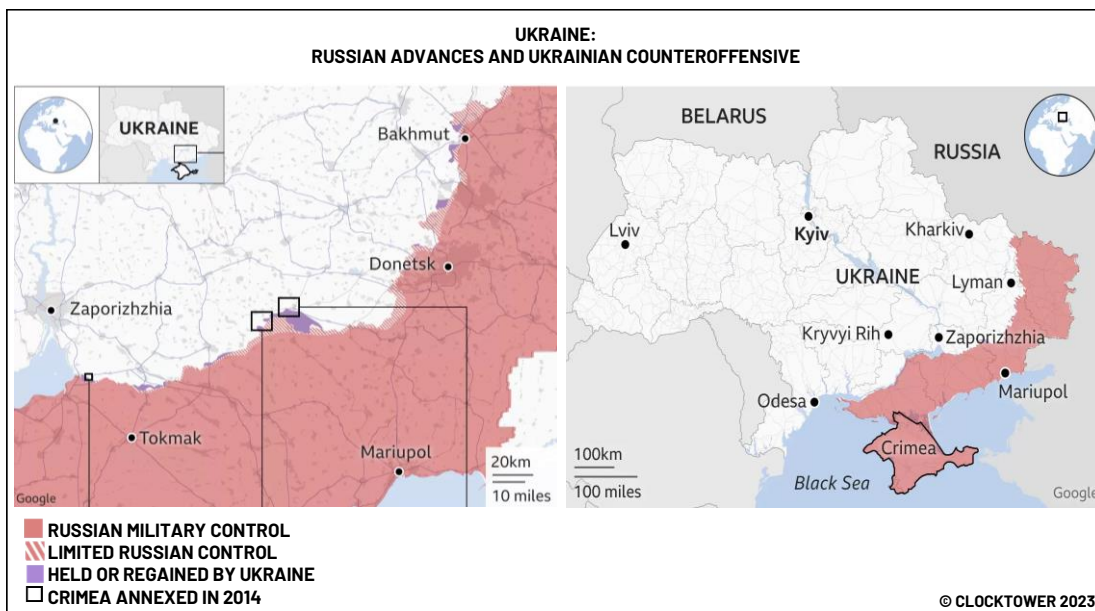 UKRAINE:
RUSSIAN ADVANCES AND UKRAINIAN COUNTEROFFENSIVE
UKRAINE
Bakhmut
Donetsk
Zaporizhzhia
Tokmak
Mariupol
20km
10 miles
Google
BELARUS
RUSSIA
Lviv
Kyiv
Kharkiv
UKRAINE
Lyman
Kryvyi Rih
Zaporizhzhia
Odesa
Mariupol
Crimea
100km
100 miles
Black Sea
Google
RUSSIAN MILITARY CONTROL
LIMITED RUSSIAN CONTROL
HELD OR REGAINED BY UKRAINE
CRIMEA ANNEXED IN 2014
© CLOCKTOWER 2023